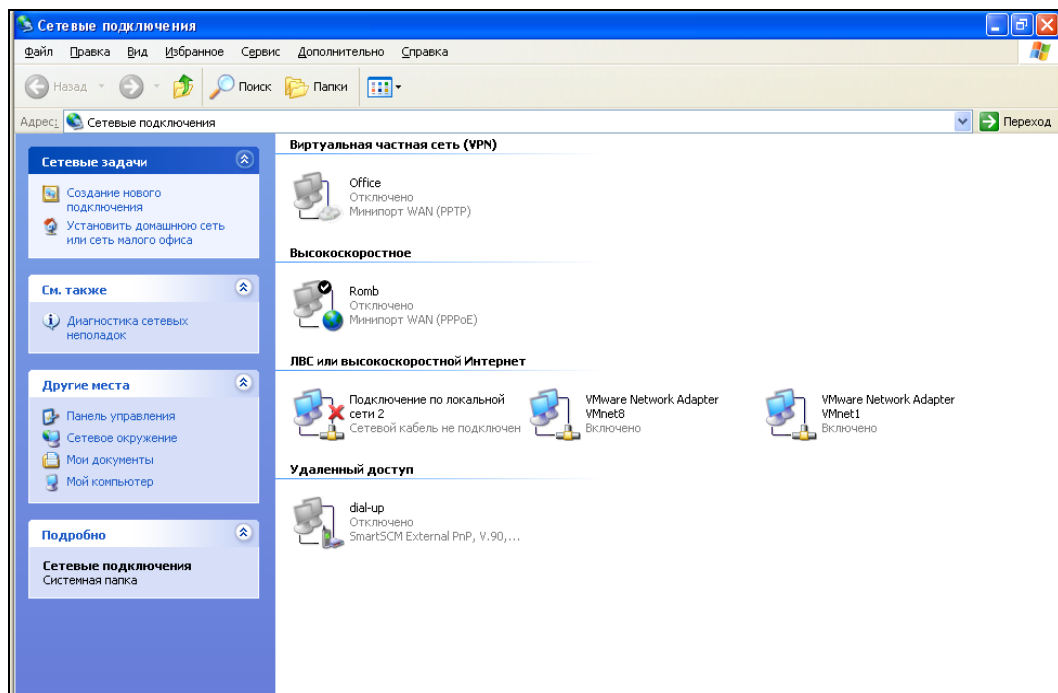 Сетевые подключения
Файл Правка Вид Избранное Сервис Дополнительно Справка
Назад Поиск Папки
Адрес: Сетевые подключения Переход
Сетевые задачи
Создание нового
подключения
Установить домашнюю сеть
или сеть малого офиса
См. также
Диагностика сетевых
неполадок
Другие места
Панель управления
Сетевое окружение
Мои документы
Мой компьютер
Подробно
Сетевые подключения
Системная папка
Виртуальная частная сеть (VPN)
Office
Отключено
Минипорт WAN (PPTP)
Высокоскоростное
Romb
Отключено
Минипорт WAN (PPPoE)
ЛВС или высокоскоростной Интернет
Подключение по локальной
сети 2
Сетевой кабель не подключен
VMware Network Adapter
VMnet8
Включено
VMware Network Adapter
VMnet1
Включено
Удаленный доступ
dial-up
Отключено
SmartSCM External PnP, V.90,...